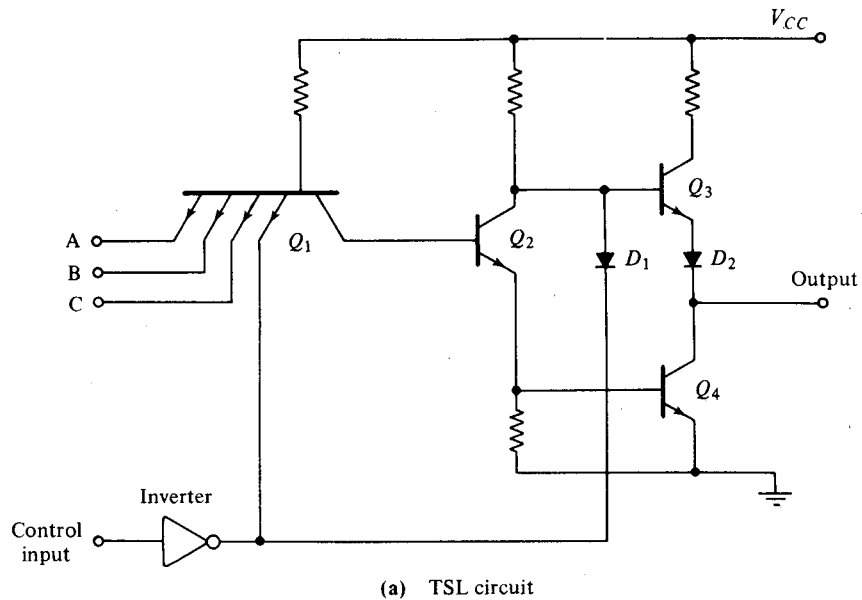 V_CC
Q_3
A
Q_1
Q_2
D_1
D_2
B
Output
C
Q_4
Inverter
Control
input
(a) TSL circuit